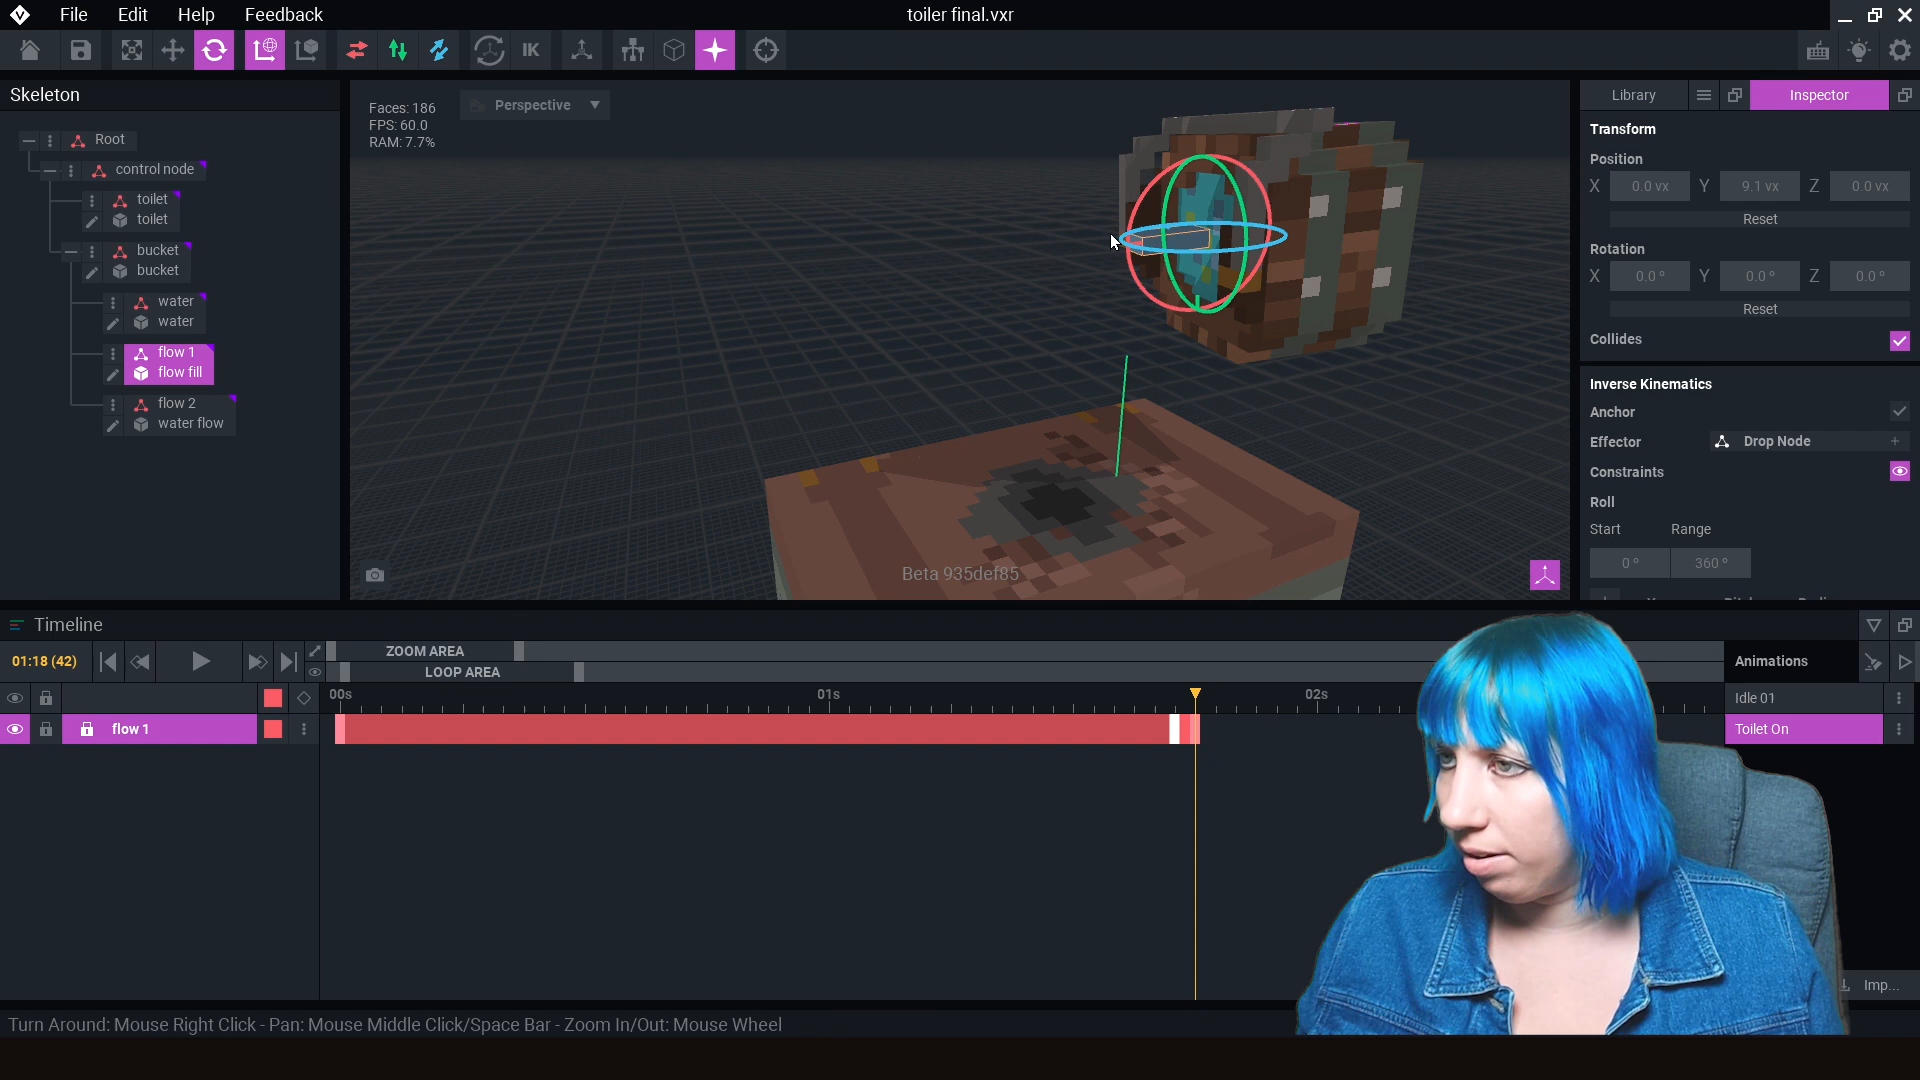 File Edit Help Feedback
toiler final.vxr
IK
Skeleton
Root
control node
toilet
toilet
bucket
bucket
water
water
flow 1
flow fill
flow 2
water flow
Faces: 186
FPS: 60.0
RAM: 7.7%
Perspective
Beta 935def85
Library
Inspector
Transform
Position
X 0.0 vx Y 9.1 vx Z 0.0 vx
Reset
Rotation
X 0.0 º Y 0.0 º Z 0.0 º
Reset
Collides
Inverse Kinematics
Anchor
Effector Drop Node +
Constraints
Roll
Start Range
0 º 360 º
Timeline
01:18 (42)
ZOOM AREA
LOOP AREA
00s 01s 02s
flow 1
Animations
Idle 01
Toilet On
Imp...
Turn Around: Mouse Right Click - Pan: Mouse Middle Click/Space Bar - Zoom In/Out: Mouse Wheel